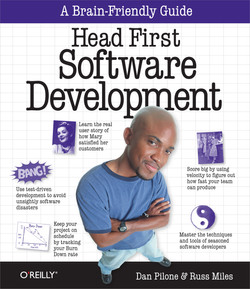 A Brain-Friendly Guide
Head First
Software
Development
Learn the real
user story of
how Mary
satisfied her
customers
BANG!
Use test-driven
development to avoid
unsightly software
disasters
Keep your
project on
schedule
by tracking
your Burn
Down rate
Score big by using
velocity to figure out
how fast your team
can produce
Master the techniques
and tools of seasoned
software developers
O'REILLY®
Dan Pilone & Russ Miles